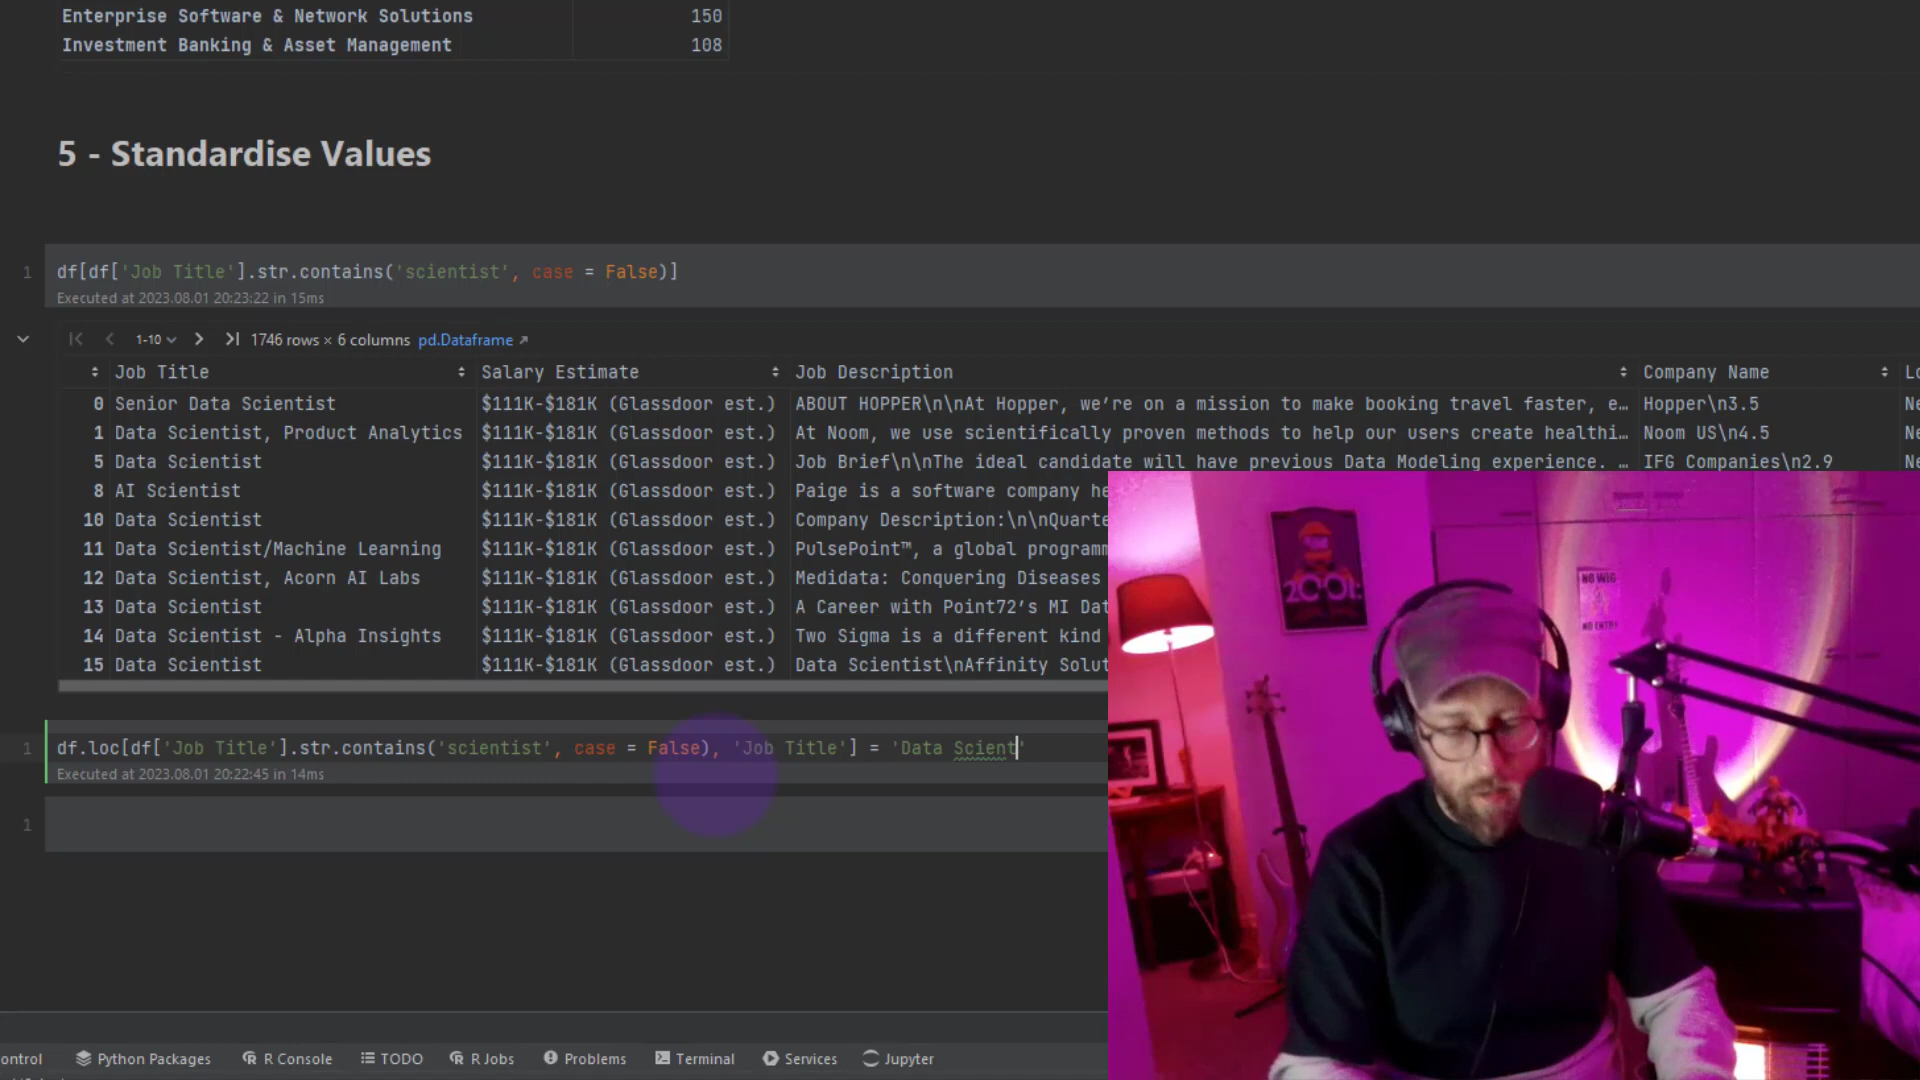 Enterprise Software & Network Solutions 150
Investment Banking & Asset Management 108
5 - Standardise Values
1 df[df['Job Title'].str.contains('scientist', case = False)]
Executed at 2023.08.01 20:23:22 in 15ms
1-10 1746 rows × 6 columns pd.Dataframe
Job Title Salary Estimate Job Description Company Name Lo
0 Senior Data Scientist $111K-$181K (Glassdoor est.) ABOUT HOPPER\n\nAt Hopper, we’re on a mission to make booking travel faster, e… Hopper\n3.5 Ne
1 Data Scientist, Product Analytics $111K-$181K (Glassdoor est.) At Noom, we use scientifically proven methods to help our users create healthi… Noom US\n4.5 Ne
5 Data Scientist $111K-$181K (Glassdoor est.) Job Brief\n\nThe ideal candidate will have previous Data Modeling experience. … IFG Companies\n2.9 Ne
8 AI Scientist $111K-$181K (Glassdoor est.) Paige is a software company he
10 Data Scientist $111K-$181K (Glassdoor est.) Company Description:\n\nQuarte
11 Data Scientist/Machine Learning $111K-$181K (Glassdoor est.) PulsePoint™, a global programm
12 Data Scientist, Acorn AI Labs $111K-$181K (Glassdoor est.) Medidata: Conquering Diseases
13 Data Scientist $111K-$181K (Glassdoor est.) A Career with Point72’s MI Dat
14 Data Scientist - Alpha Insights $111K-$181K (Glassdoor est.) Two Sigma is a different kind
15 Data Scientist $111K-$181K (Glassdoor est.) Data Scientist\nAffinity Solut
1 df.loc[df['Job Title'].str.contains('scientist', case = False), 'Job Title'] = 'Data Scient'
Executed at 2023.08.01 20:22:45 in 14ms
1
2001:
NO WEG
NO ENTRY
ontrol Python Packages R Console TODO R Jobs Problems Terminal Services Jupyter